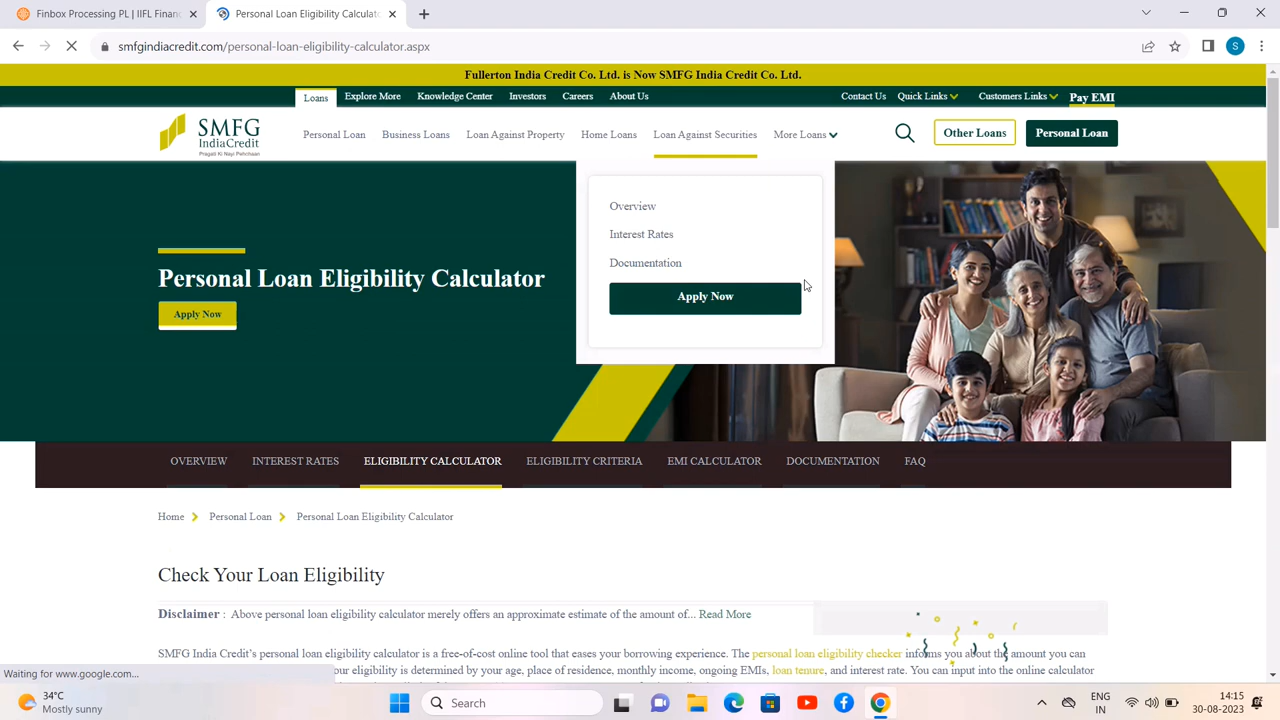 Finbox Processing PL | IIFL Financ
Personal Loan Eligibility Calculat
smfgindiacredit.com/personal-loan-eligibility-calculator.aspx
Fullerton India Credit Co. Ltd. is Now SMFG India Credit Co. Ltd.
Loans Explore More Knowledge Center Investors Careers About Us Contact Us Quick Links Customers Links Pay EMI
SMFG
IndiaCredit
Pragati Ki Nayi Pehchaan
Personal Loan Business Loans Loan Against Property Home Loans Loan Against Securities More Loans Other Loans Personal Loan
Overview
Interest Rates
Documentation
Apply Now
Personal Loan Eligibility Calculator
Apply Now
OVERVIEW INTEREST RATES ELIGIBILITY CALCULATOR ELIGIBILITY CRITERIA EMI CALCULATOR DOCUMENTATION FAQ
Home Personal Loan Personal Loan Eligibility Calculator
Check Your Loan Eligibility
Disclaimer : Above personal loan eligibility calculator merely offers an approximate estimate of the amount of... Read More
SMFG India Credit's personal loan eligibility calculator is a free-of-cost online tool that eases your borrowing experience. The personal loan eligibility checker informs you about the amount you can
our eligibility is determined by your age, place of residence, monthly income, ongoing EMIs, loan tenure, and interest rate. You can input into the online calculator
Waiting for www.google.com...
34°C
Mostly sunny
Search
ENG
IN
14:15
30-08-2023
S